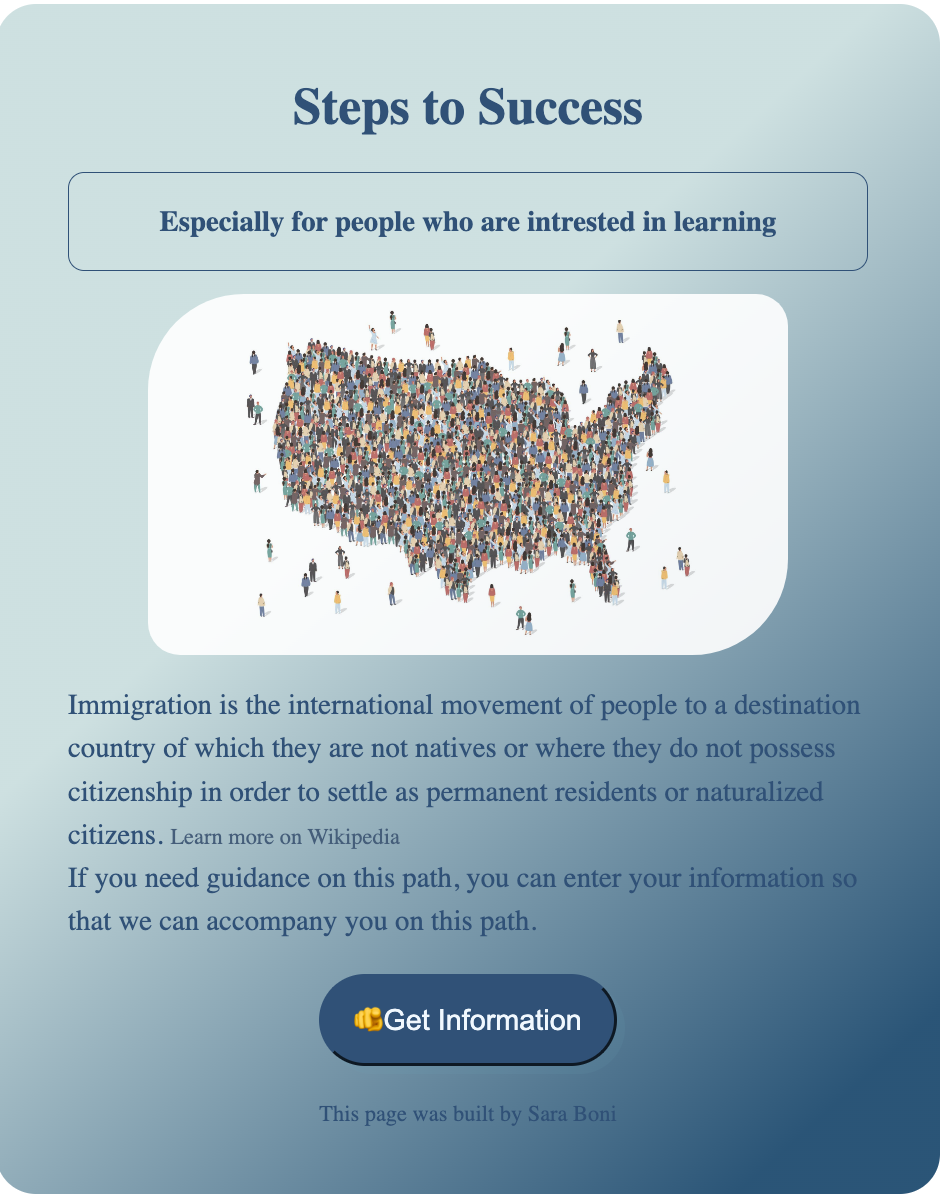 Steps to Success
Especially for people who are intrested in learning
Immigration is the international movement of people to a destination
country of which they are not natives or where they do not possess
citizenship in order to settle as permanent residents or naturalized
citizens. Learn more on Wikipedia
If you need guidance on this path, you can enter your information so
that we can accompany you on this path.
🫵Get Information
This page was built by Sara Boni